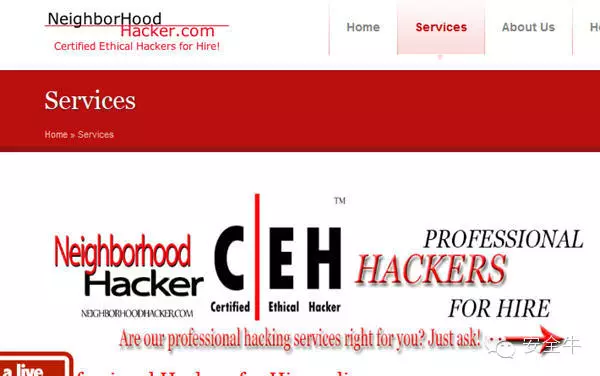 NeighborHood
Hacker.com
Certified Ethical Hackers for Hire!
Home
Services
About Us
Services
Home » Services
Neighborhood
Hacker
NEIGHBORHOODHACKER.COM
C|EH™
Certified Ethical Hacker
PROFESSIONAL
HACKERS
FOR HIRE
Are our professional hacking services right for you? Just ask!
安全牛
a live